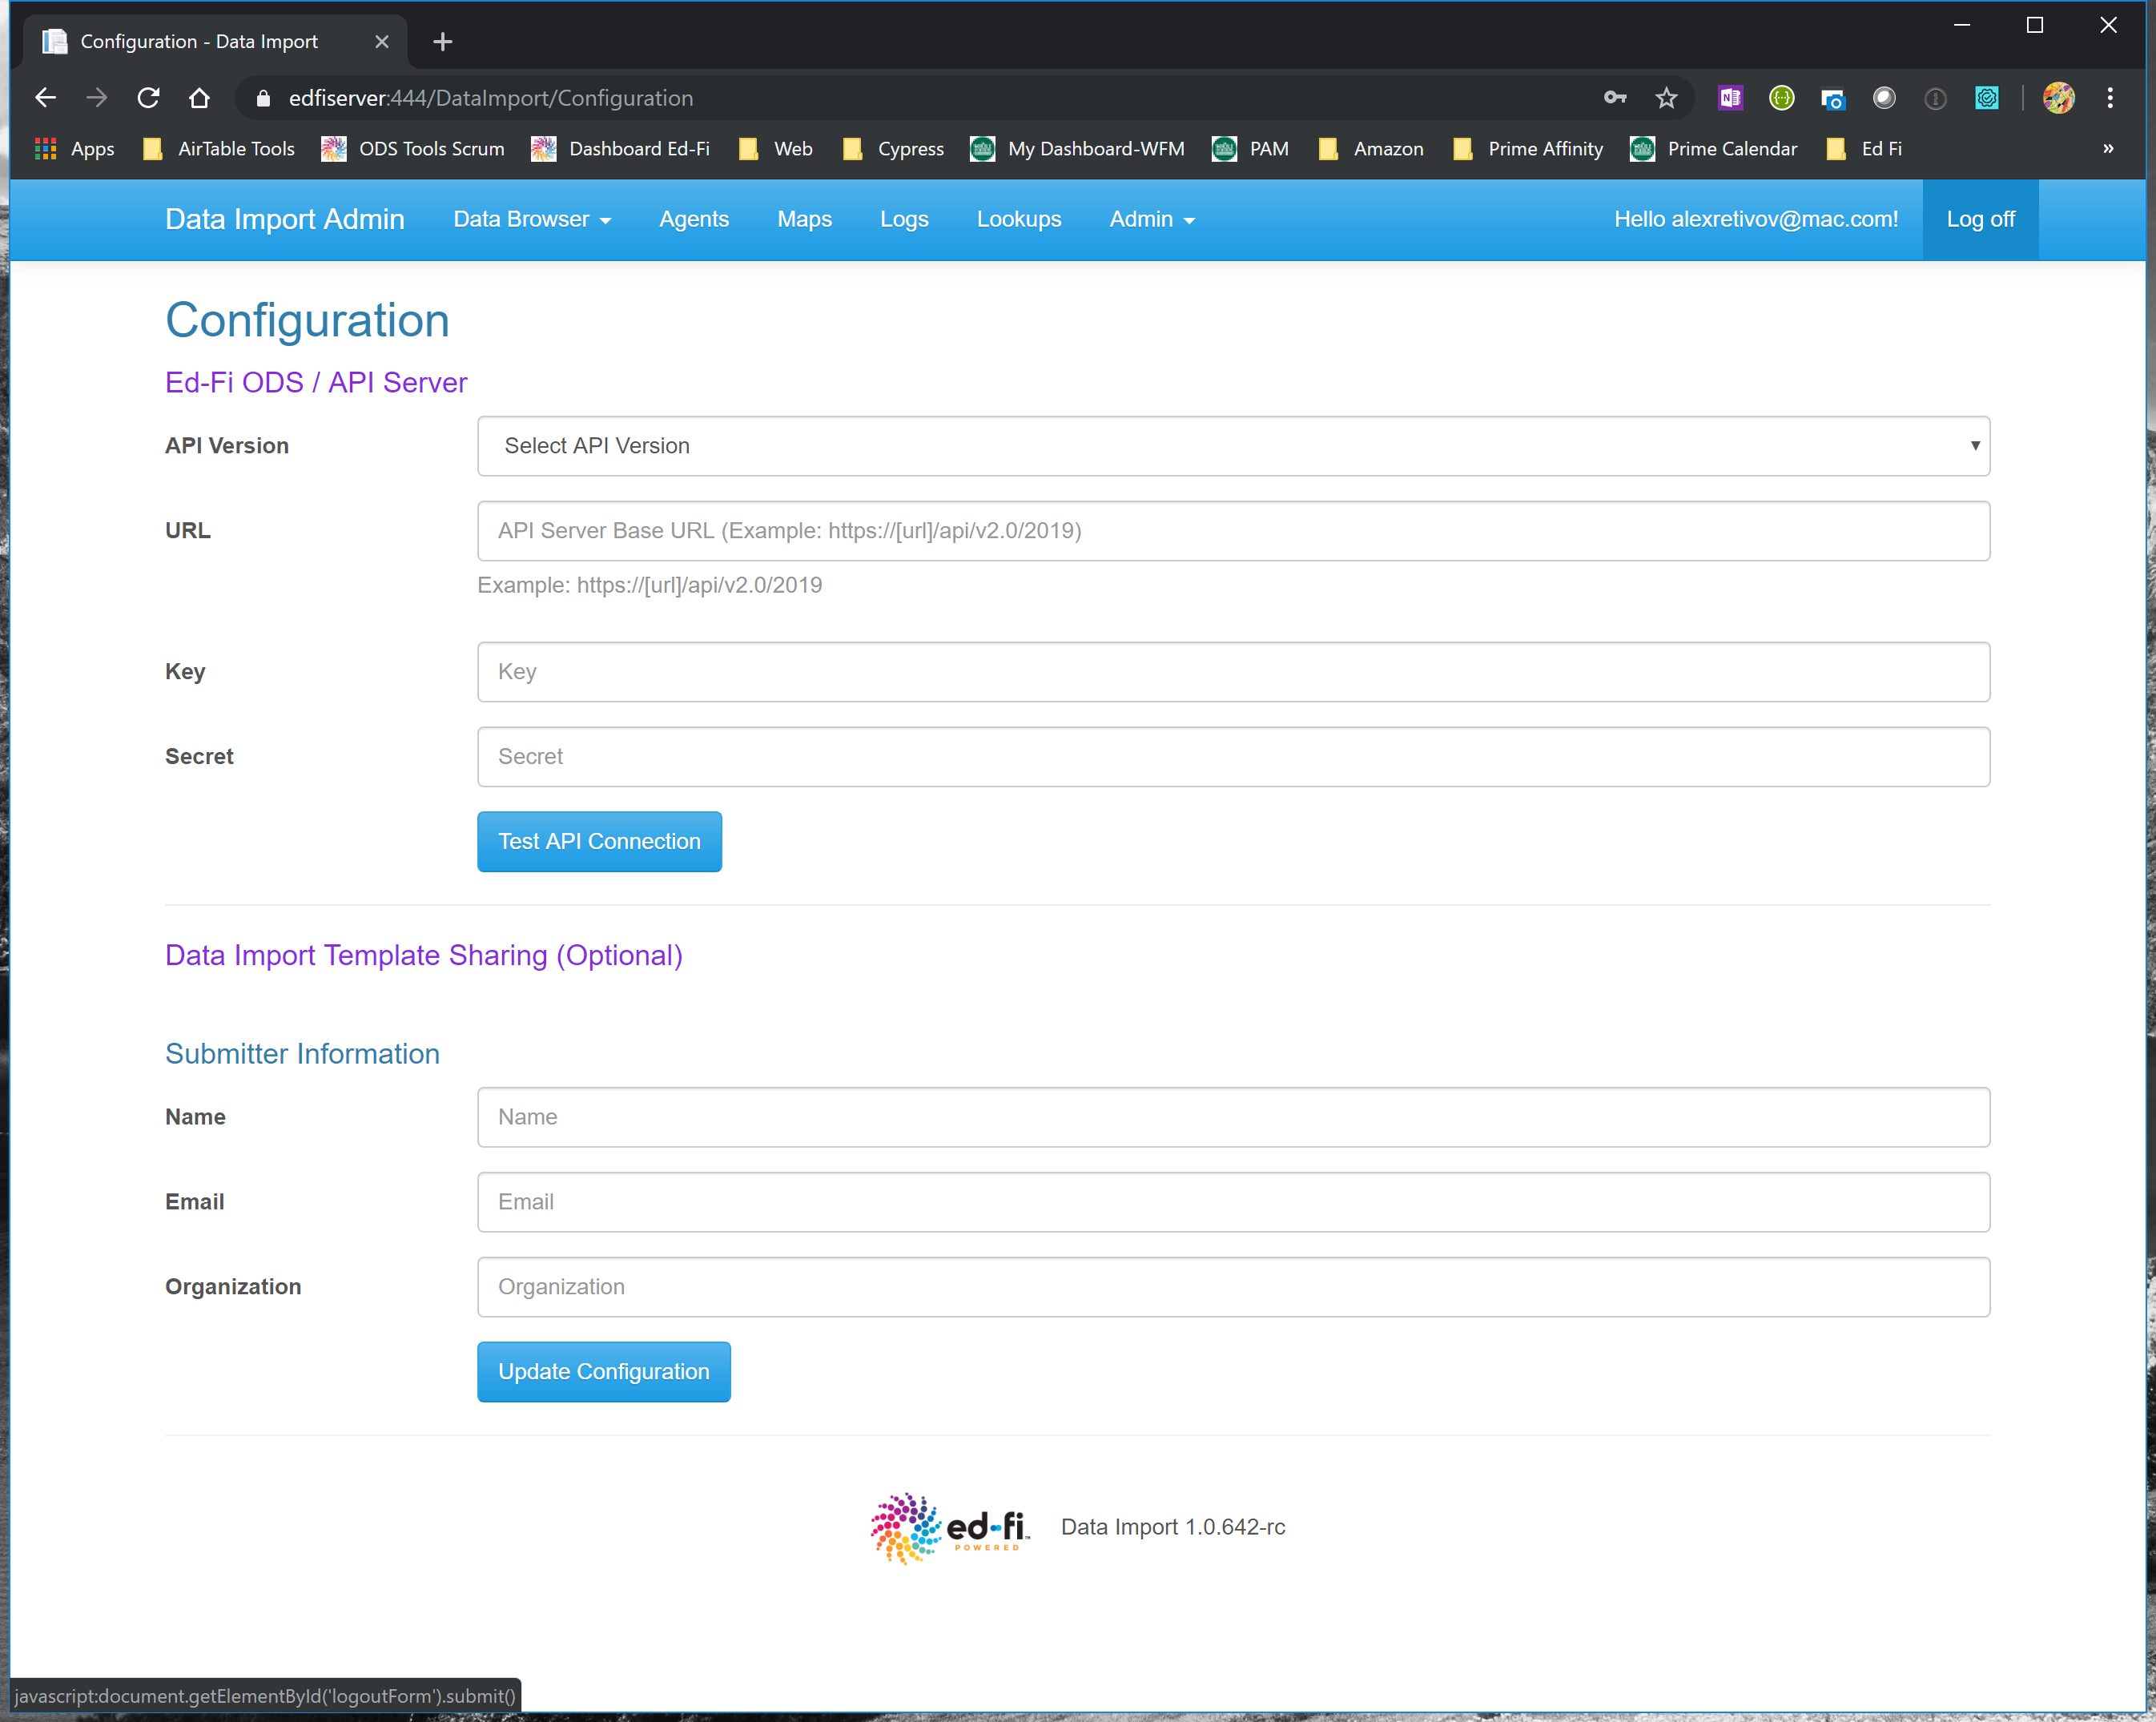 Configuration - Data Import
edfiserver:444/DataImport/Configuration
Apps AirTable Tools ODS Tools Scrum Dashboard Ed-Fi Web Cypress My Dashboard-WFM PAM Amazon Prime Affinity Prime Calendar Ed Fi »
Data Import Admin Data Browser Agents Maps Logs Lookups Admin Hello alexretivov@mac.com! Log off
Configuration
Ed-Fi ODS / API Server
API Version Select API Version
URL API Server Base URL (Example: https://[url]/api/v2.0/2019)
Example: https://[url]/api/v2.0/2019
Key Key
Secret Secret
Test API Connection
Data Import Template Sharing (Optional)
Submitter Information
Name Name
Email Email
Organization Organization
Update Configuration
ed-fi POWERED Data Import 1.0.642-rc
javascript:document.getElementById('logoutForm').submit()